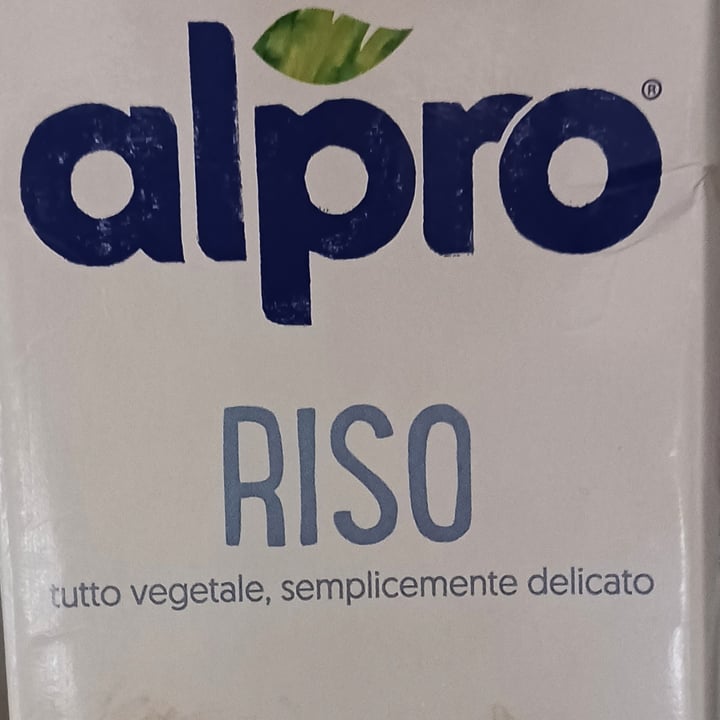 alpro®
RISO
tutto vegetale, semplicemente delicato